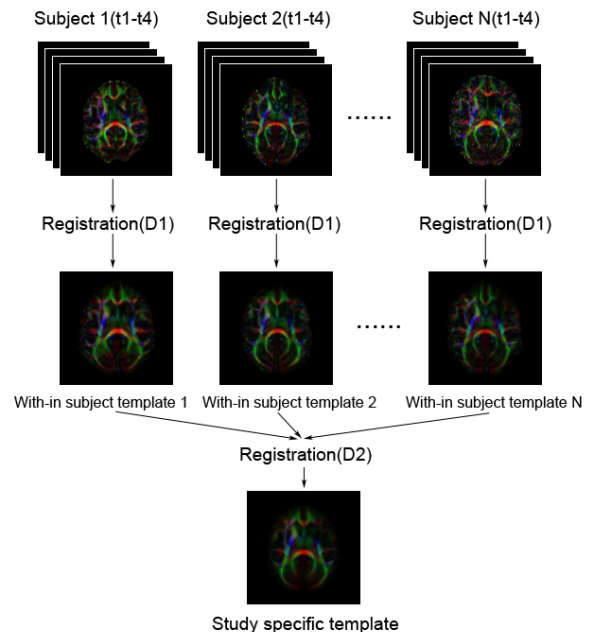 Subject 1(t1-t4) Subject 2(t1-t4) Subject N(t1-t4)
......
Registration(D1) Registration(D1) Registration(D1)
......
With-in subject template 1 With-in subject template 2 With-in subject template N
Registration(D2)
Study specific template